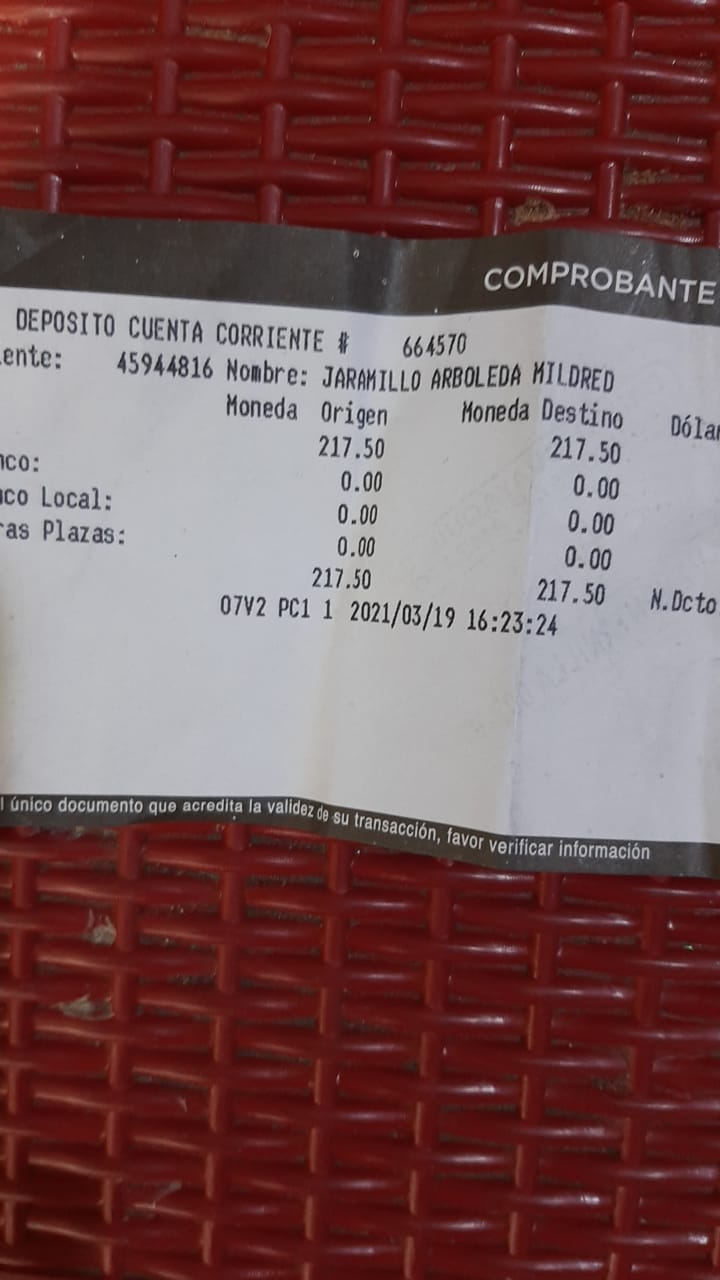 COMPROBANTE
DEPOSITO CUENTA CORRIENTE # 664570
ente: 45944816 Nombre: JARAMILLO ARBOLEDA MILDRED
Moneda Origen Moneda Destino Dólar
217.50 217.50
nco: 0.00 0.00
co Local: 0.00 0.00
ras Plazas: 0.00 0.00
217.50 217.50 N.Dcto
07V2 PC1 1 2021/03/19 16:23:24
l único documento que acredita la validez de su transacción, favor verificar información